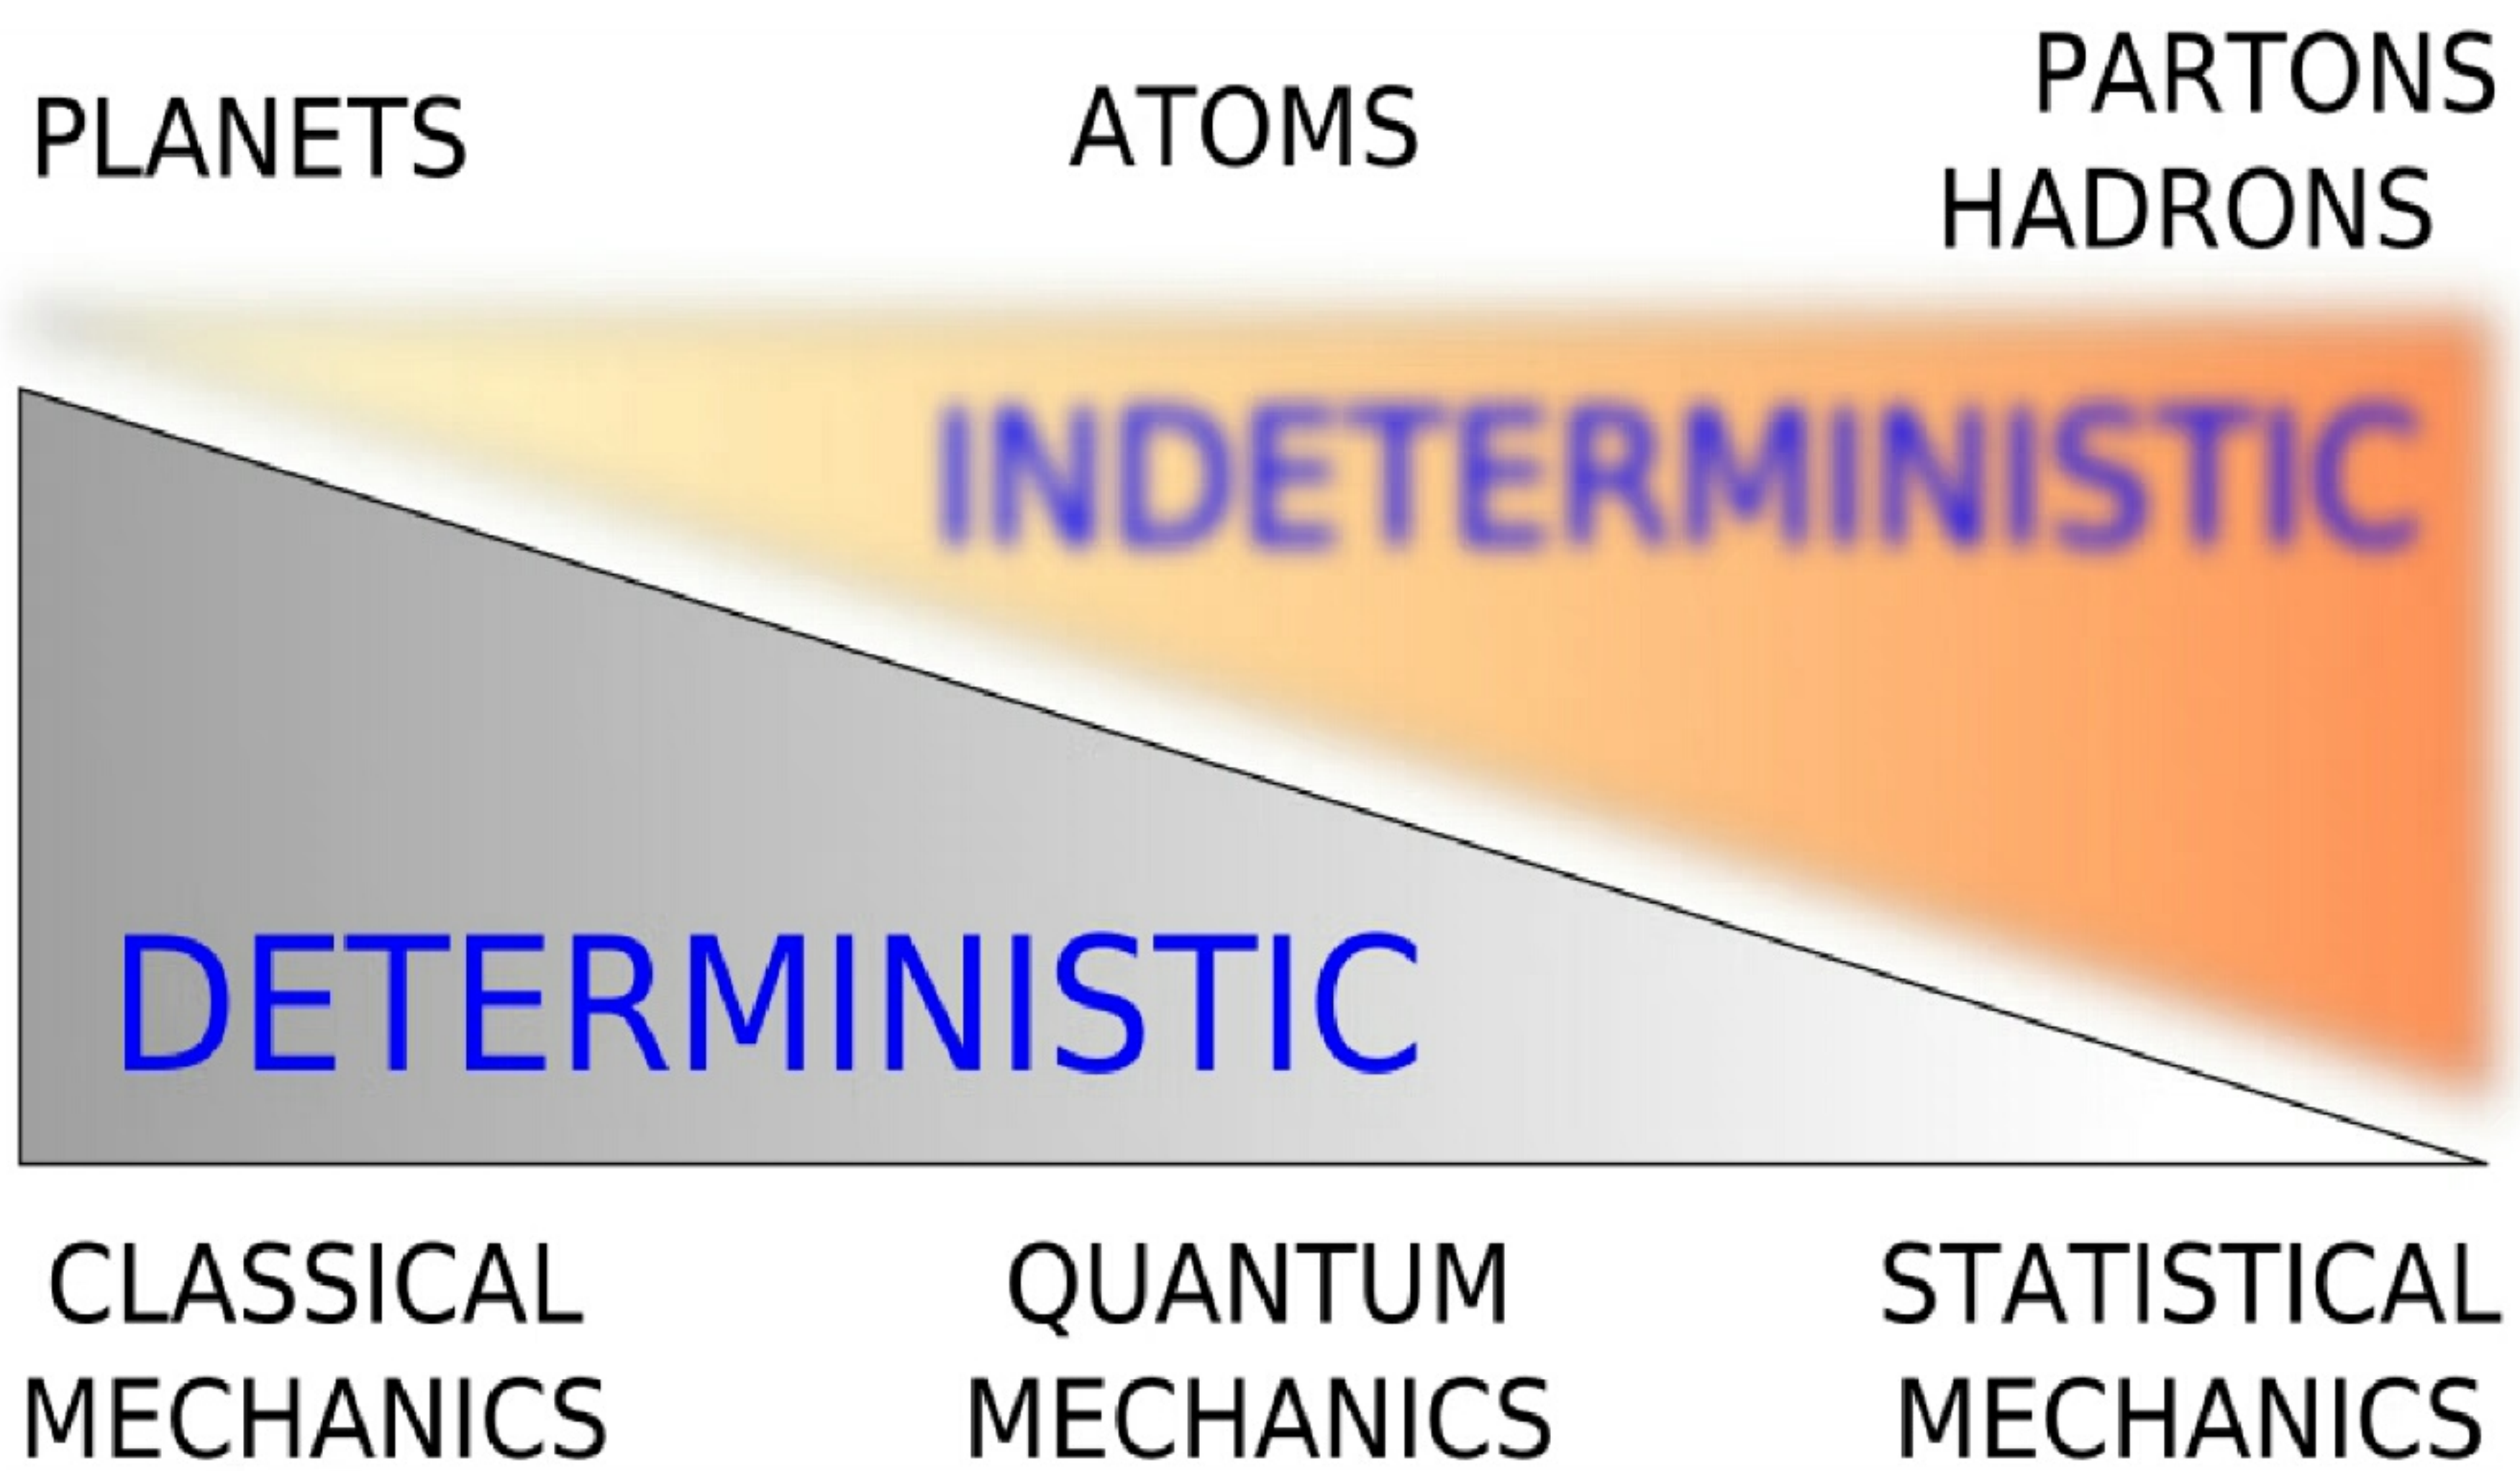 PLANETS
ATOMS
PARTONS
HADRONS
INDETERMINISTIC
DETERMINISTIC
CLASSICAL
MECHANICS
QUANTUM
MECHANICS
STATISTICAL
MECHANICS